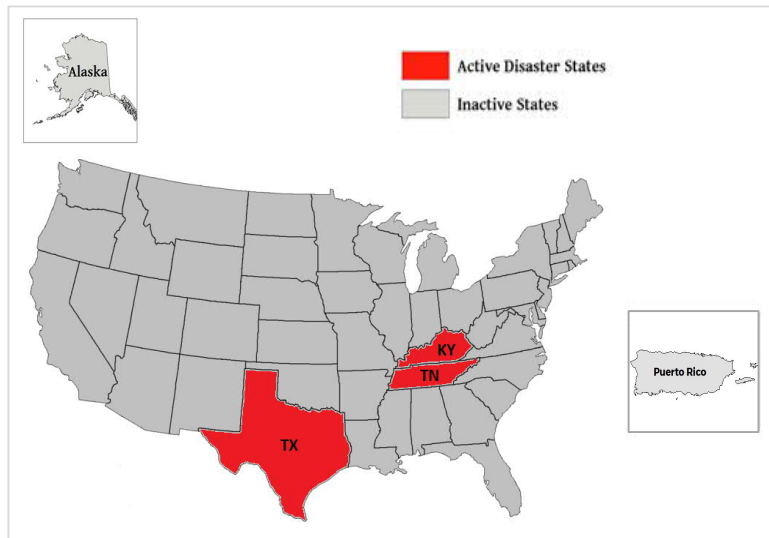 Alaska
Active Disaster States
Inactive States
KY
TN
TX
Puerto Rico